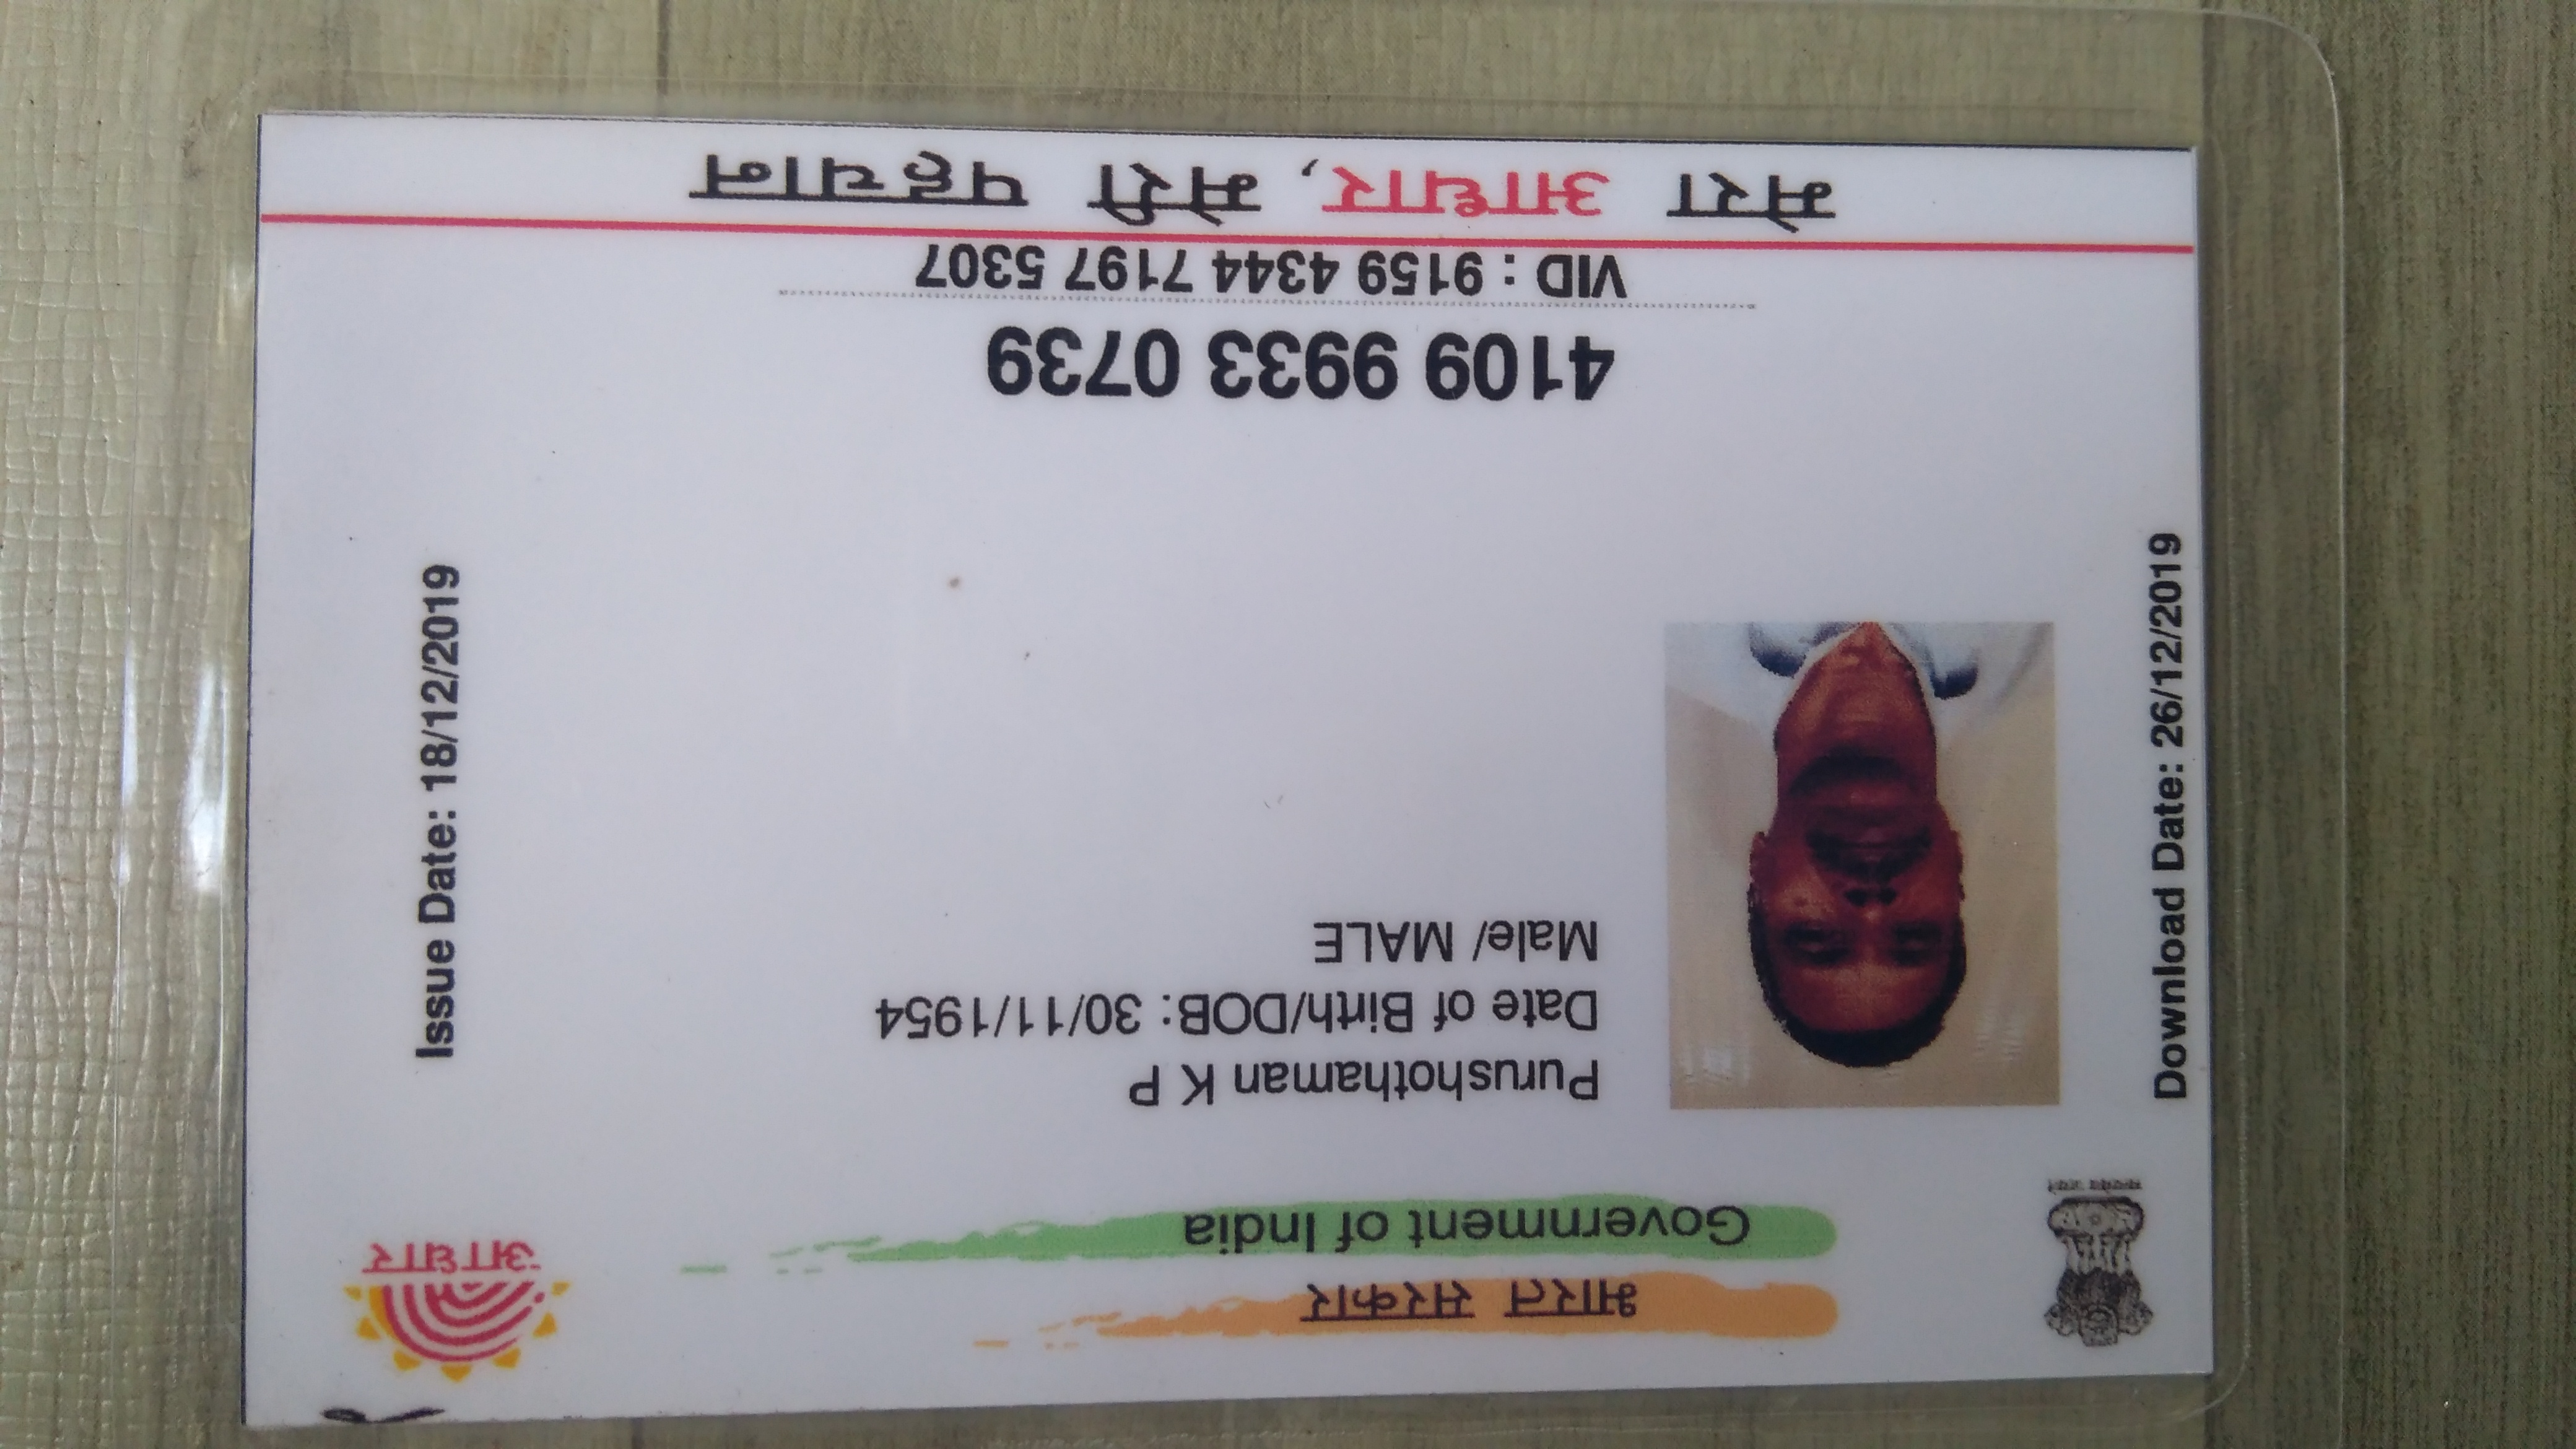 भारत सरकार
Government of India
आधार
Download Date: 26/12/2019
Purushothaman K P
Date of Birth/DOB: 30/11/1954
Male/ MALE
Issue Date: 18/12/2019
4109 9933 0739
VID : 9159 4344 7197 5307
मेरा आधार, मेरी पहचान